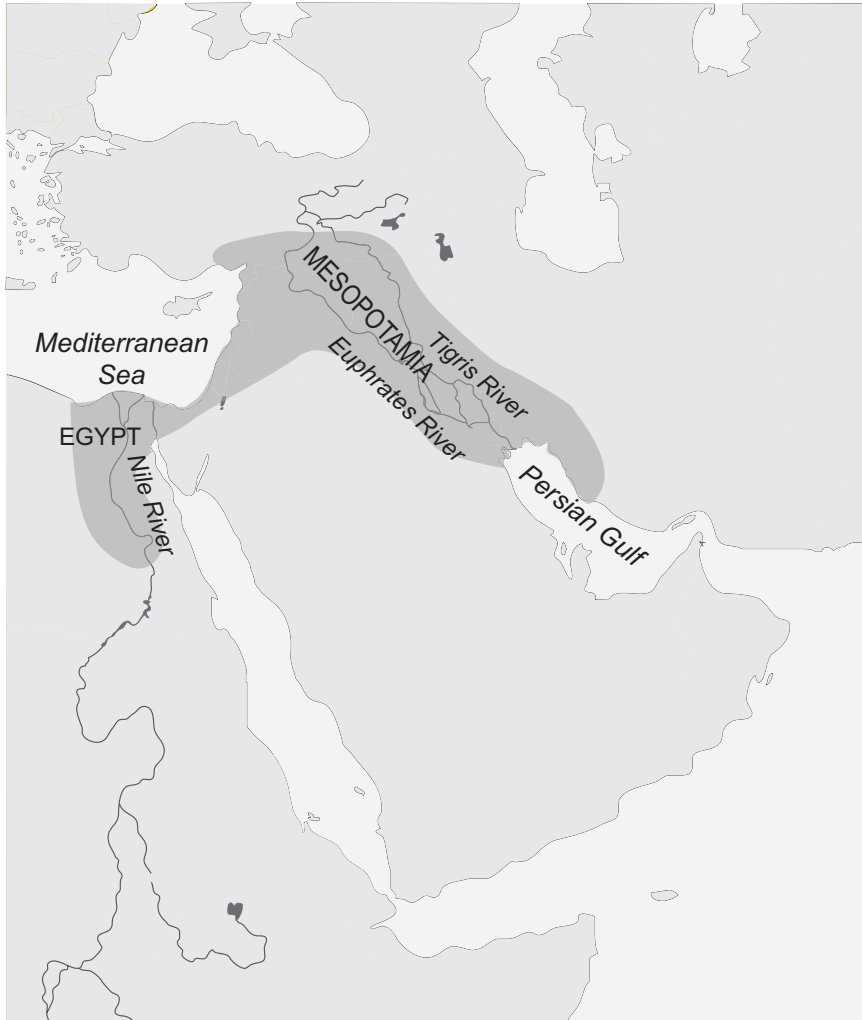 MESOPOTAMIA
Tigris River
Euphrates River
Mediterranean
Sea
EGYPT
Nile River
Persian Gulf